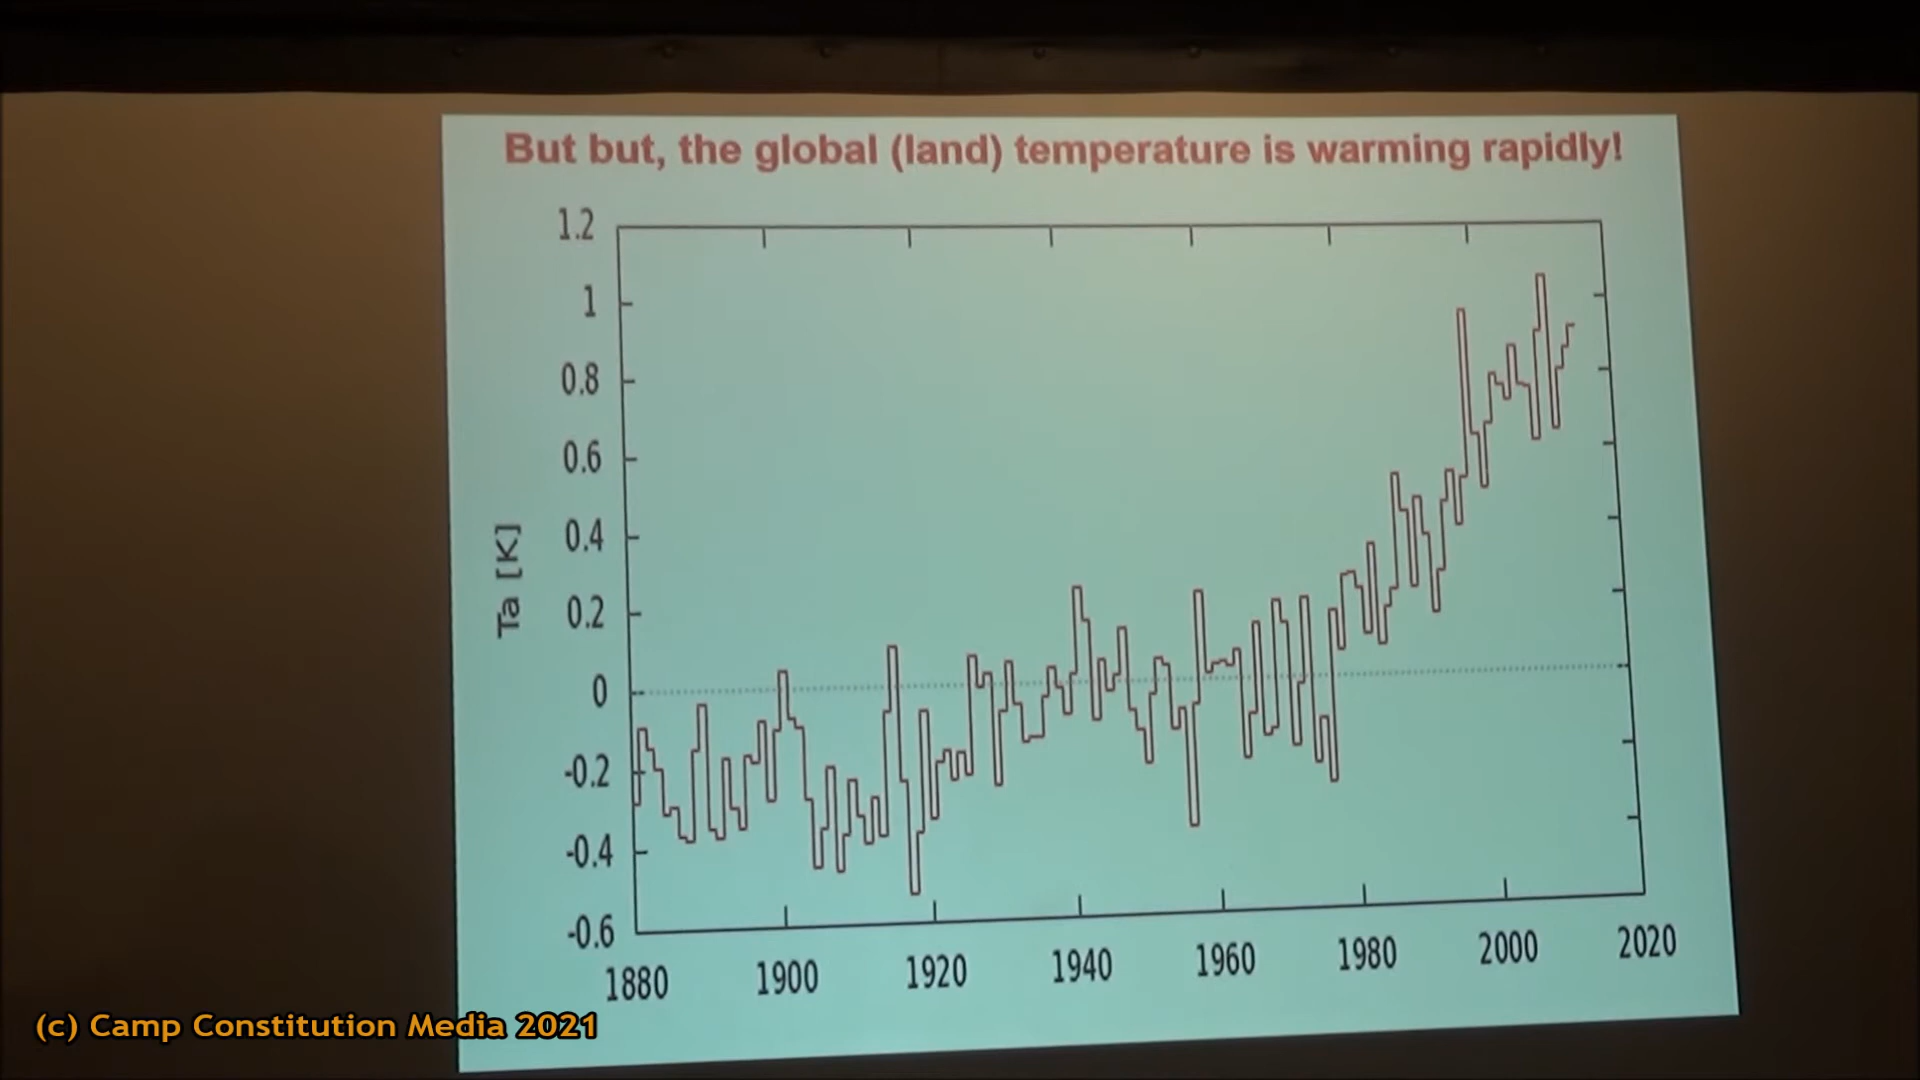 But but, the global (land) temperature is warming rapidly!
1.2
1
0.8
0.6
0.4
0.2
0
-0.2
-0.4
-0.6
Ta [K]
1880 1900 1920 1940 1960 1980 2000 2020
(c) Camp Constitution Media 2021